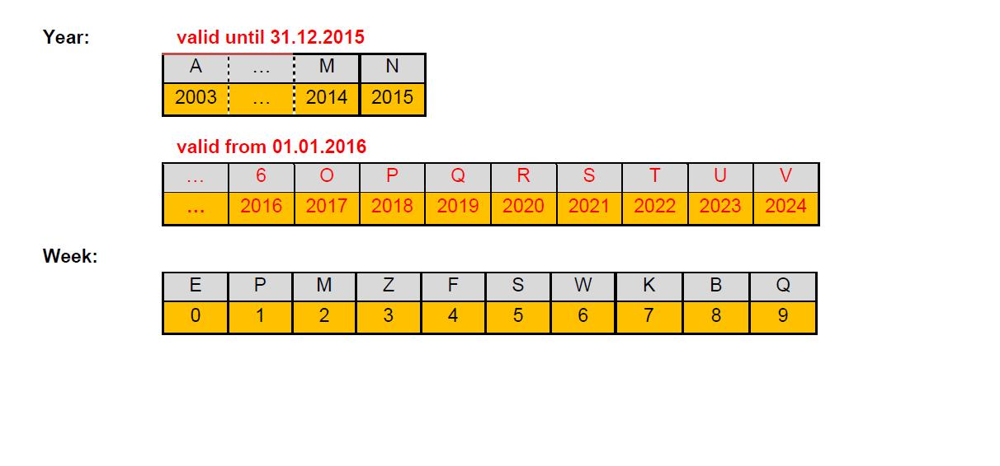 Year: valid until 31.12.2015
A ... M N
2003 ... 2014 2015
valid from 01.01.2016
... 6 O P Q R S T U V
... 2016 2017 2018 2019 2020 2021 2022 2023 2024
Week:
E P M Z F S W K B Q
0 1 2 3 4 5 6 7 8 9